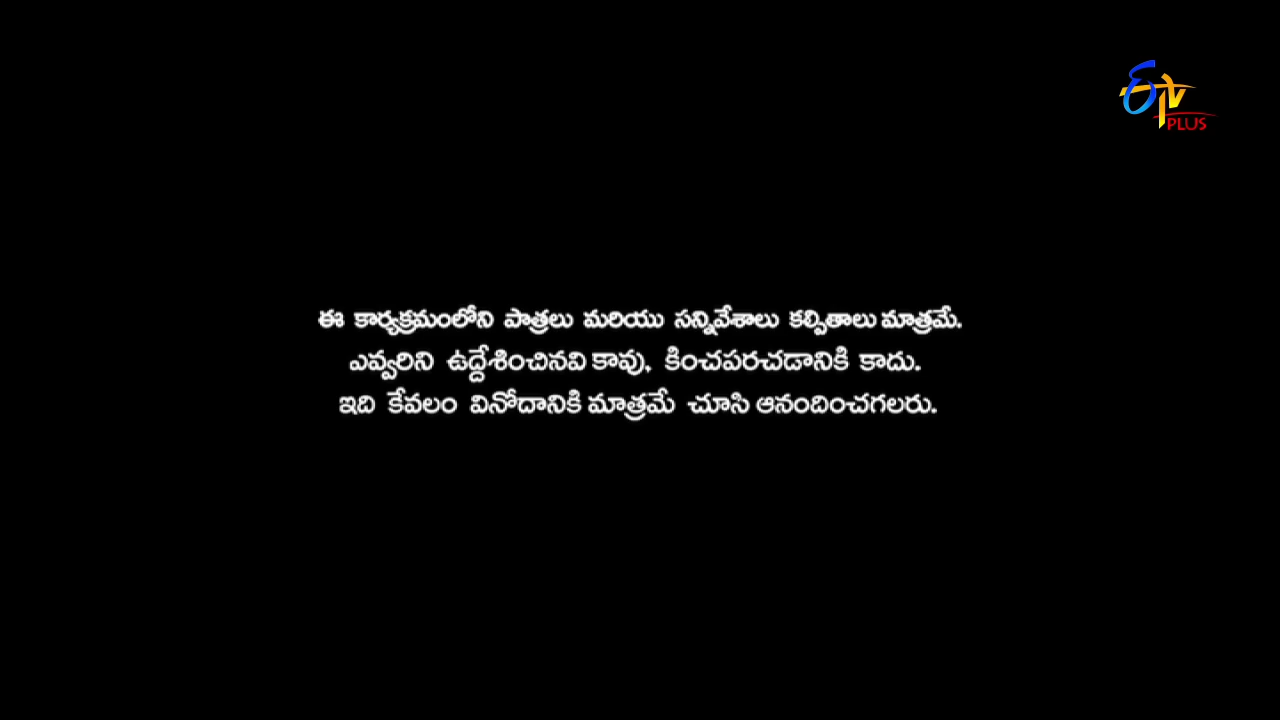 ETV
PLUS
ఈ కార్యక్రమంలోని పాత్రలు మరియు సన్నివేశాలు కల్పితాలు మాత్రమే.
ఎవ్వరిని ఉద్దేశించినవి కావు. కించపరచడానికి కాదు.
ఇది కేవలం వినోదానికి మాత్రమే చూసి ఆనందించగలరు.